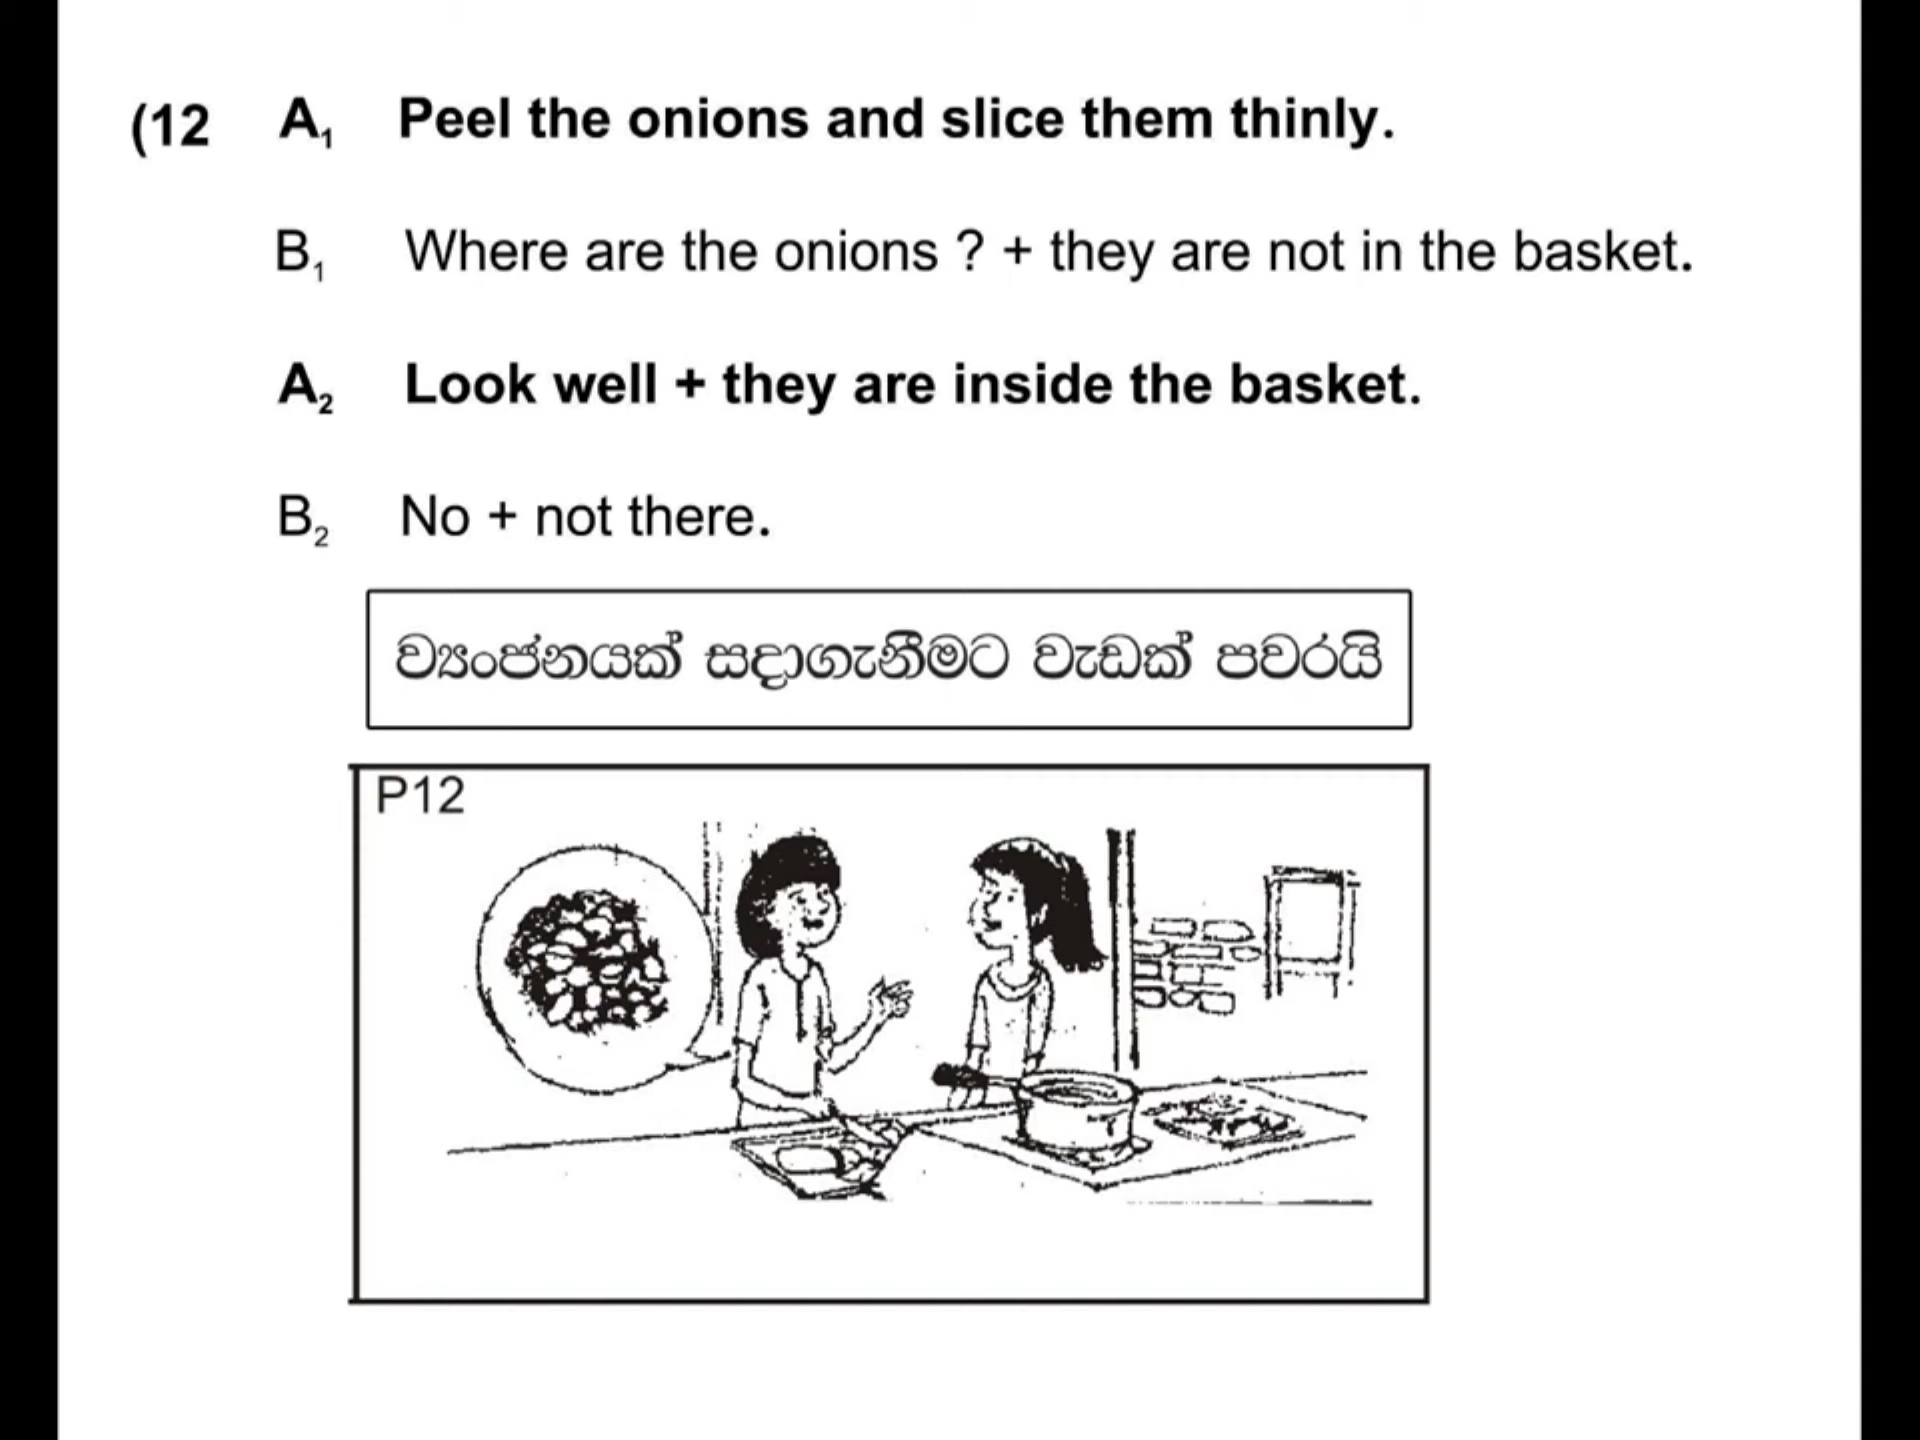 (12 A1 Peel the onions and slice them thinly.
B1 Where are the onions ? + they are not in the basket.
A2 Look well + they are inside the basket.
B2 No + not there.
ව්‍යංජනයක් සදාගැනීමට වැඩක් පවරයි
P12